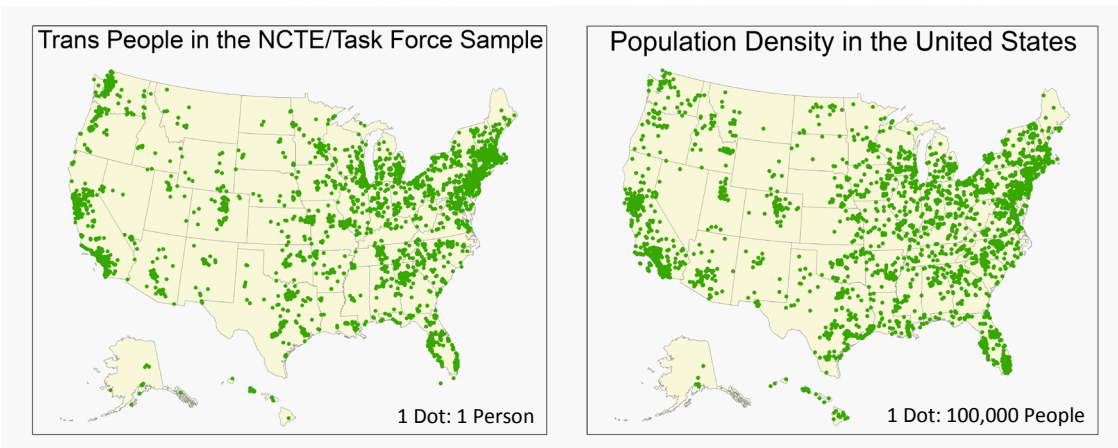 Trans People in the NCTE/Task Force Sample
1 Dot: 1 Person
Population Density in the United States
1 Dot: 100,000 People